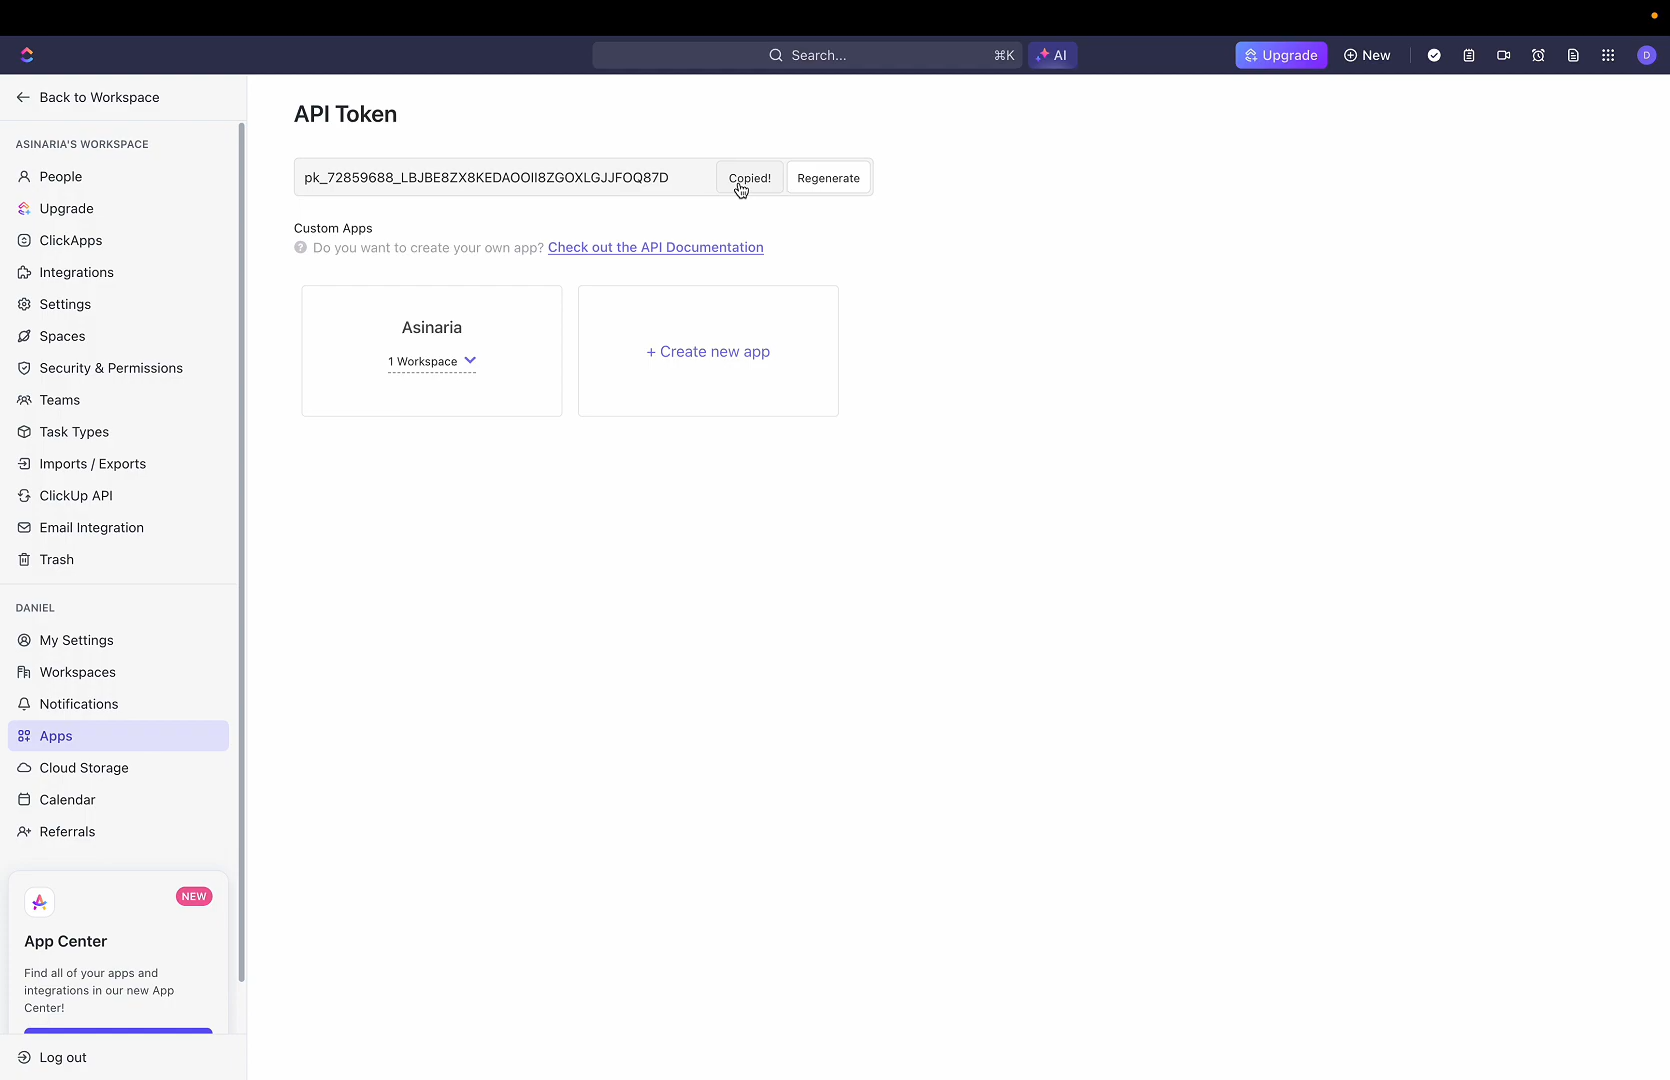 Search...
⌘K
AI
Upgrade
New
D
Back to Workspace
ASINARIA'S WORKSPACE
People
Upgrade
ClickApps
Integrations
Settings
Spaces
Security & Permissions
Teams
Task Types
Imports / Exports
ClickUp API
Email Integration
Trash
DANIEL
My Settings
Workspaces
Notifications
Apps
Cloud Storage
Calendar
Referrals
NEW
App Center
Find all of your apps and
integrations in our new App
Center!
Log out
API Token
pk_72859688_LBJBE8ZX8KEDAOOII8ZGOXLGJJFOQ87D
Copied!
Regenerate
Custom Apps
Do you want to create your own app? Check out the API Documentation
Asinaria
1 Workspace
+ Create new app